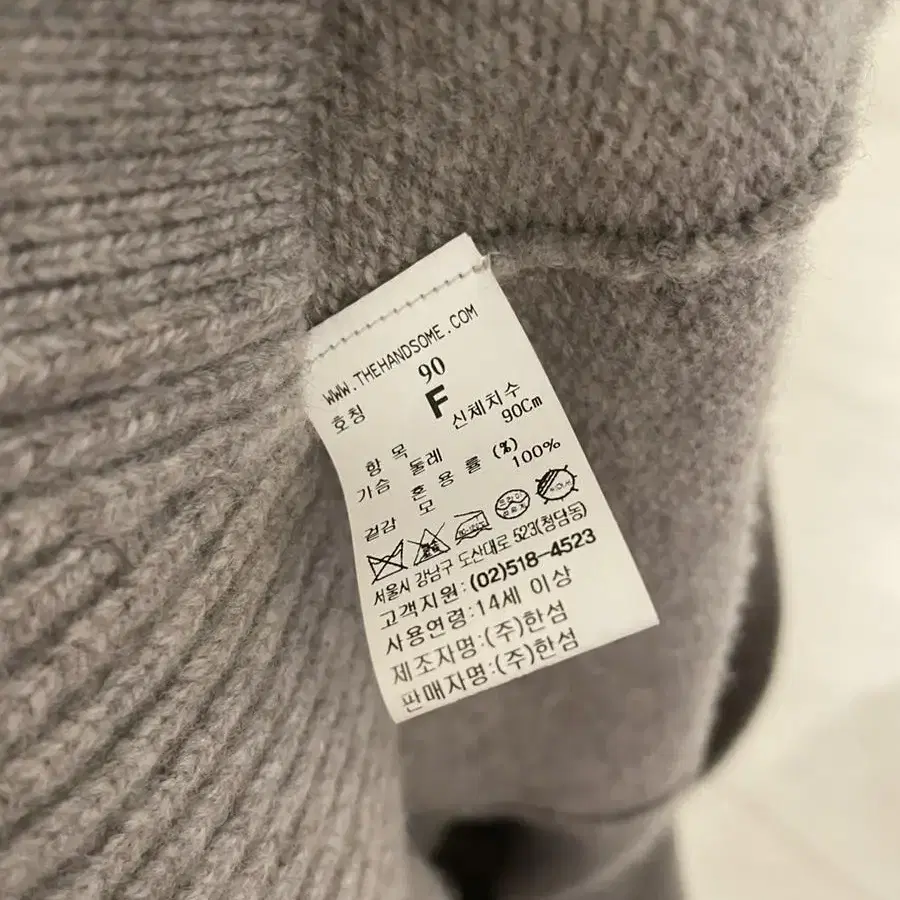 WWW.THEHANDSOME.COM
90
호칭 F
항목 신체치수
가슴둘레 90Cm
혼용률 (%)
겉감 모 100%
서울시 강남구 도산대로 523(청담동)
고객지원:(02)518-4523
사용연령:14세 이상
제조자명:(주)한섬
판매자명:(주)한섬